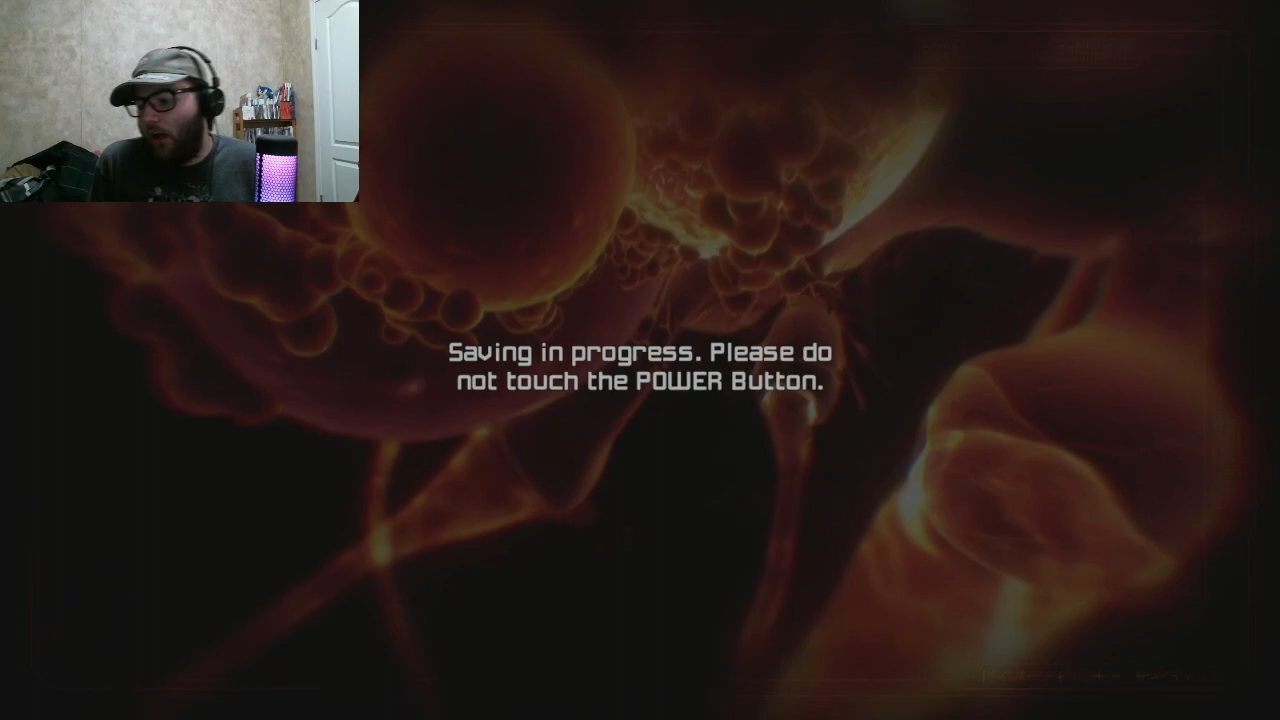 Saving in progress. Please do
not touch the POWER Button.